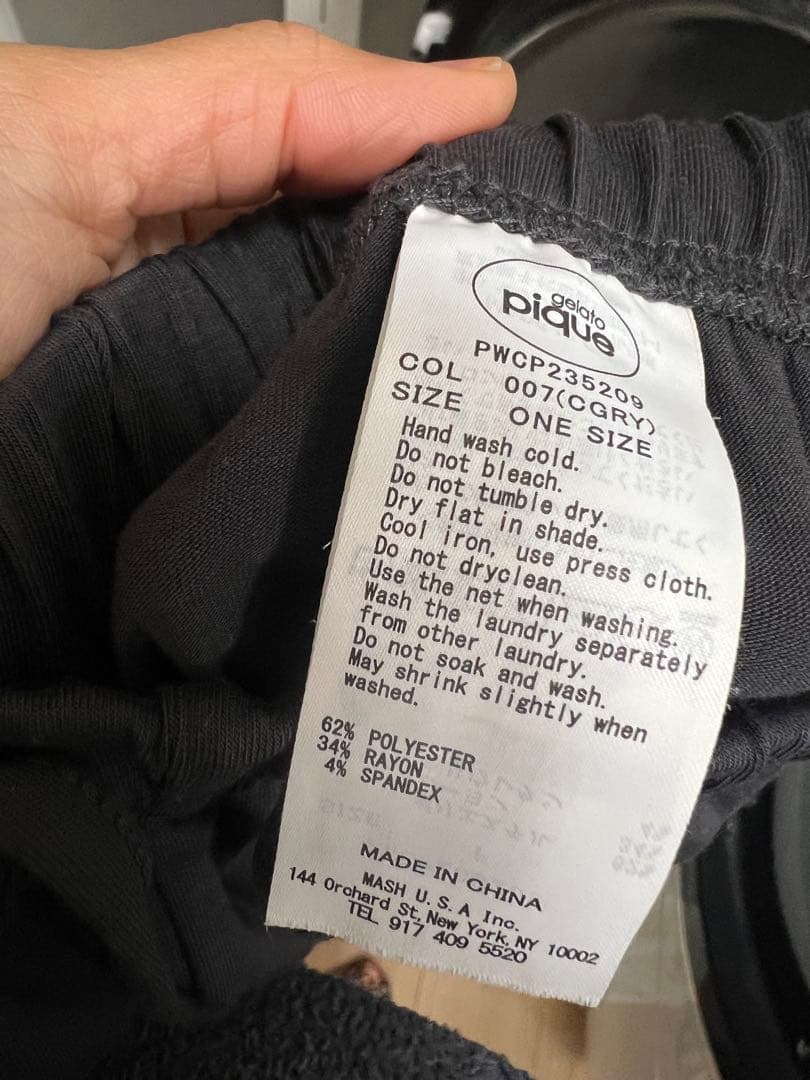 gelato
pique
PWCP235209
COL 007(CGRY)
SIZE ONE SIZE
Hand wash cold.
Do not bleach.
Do not tumble dry.
Dry flat in shade.
Cool iron, use press cloth.
Do not dryclean.
Use the net when washing.
Wash the laundry separately
from other laundry.
Do not soak and wash.
May shrink slightly when
washed.
62% POLYESTER
34% RAYON
4% SPANDEX
MADE IN CHINA
MASH U.S.A Inc.
144 Orchard St, New York, NY 10002
TEL 917 409 5520